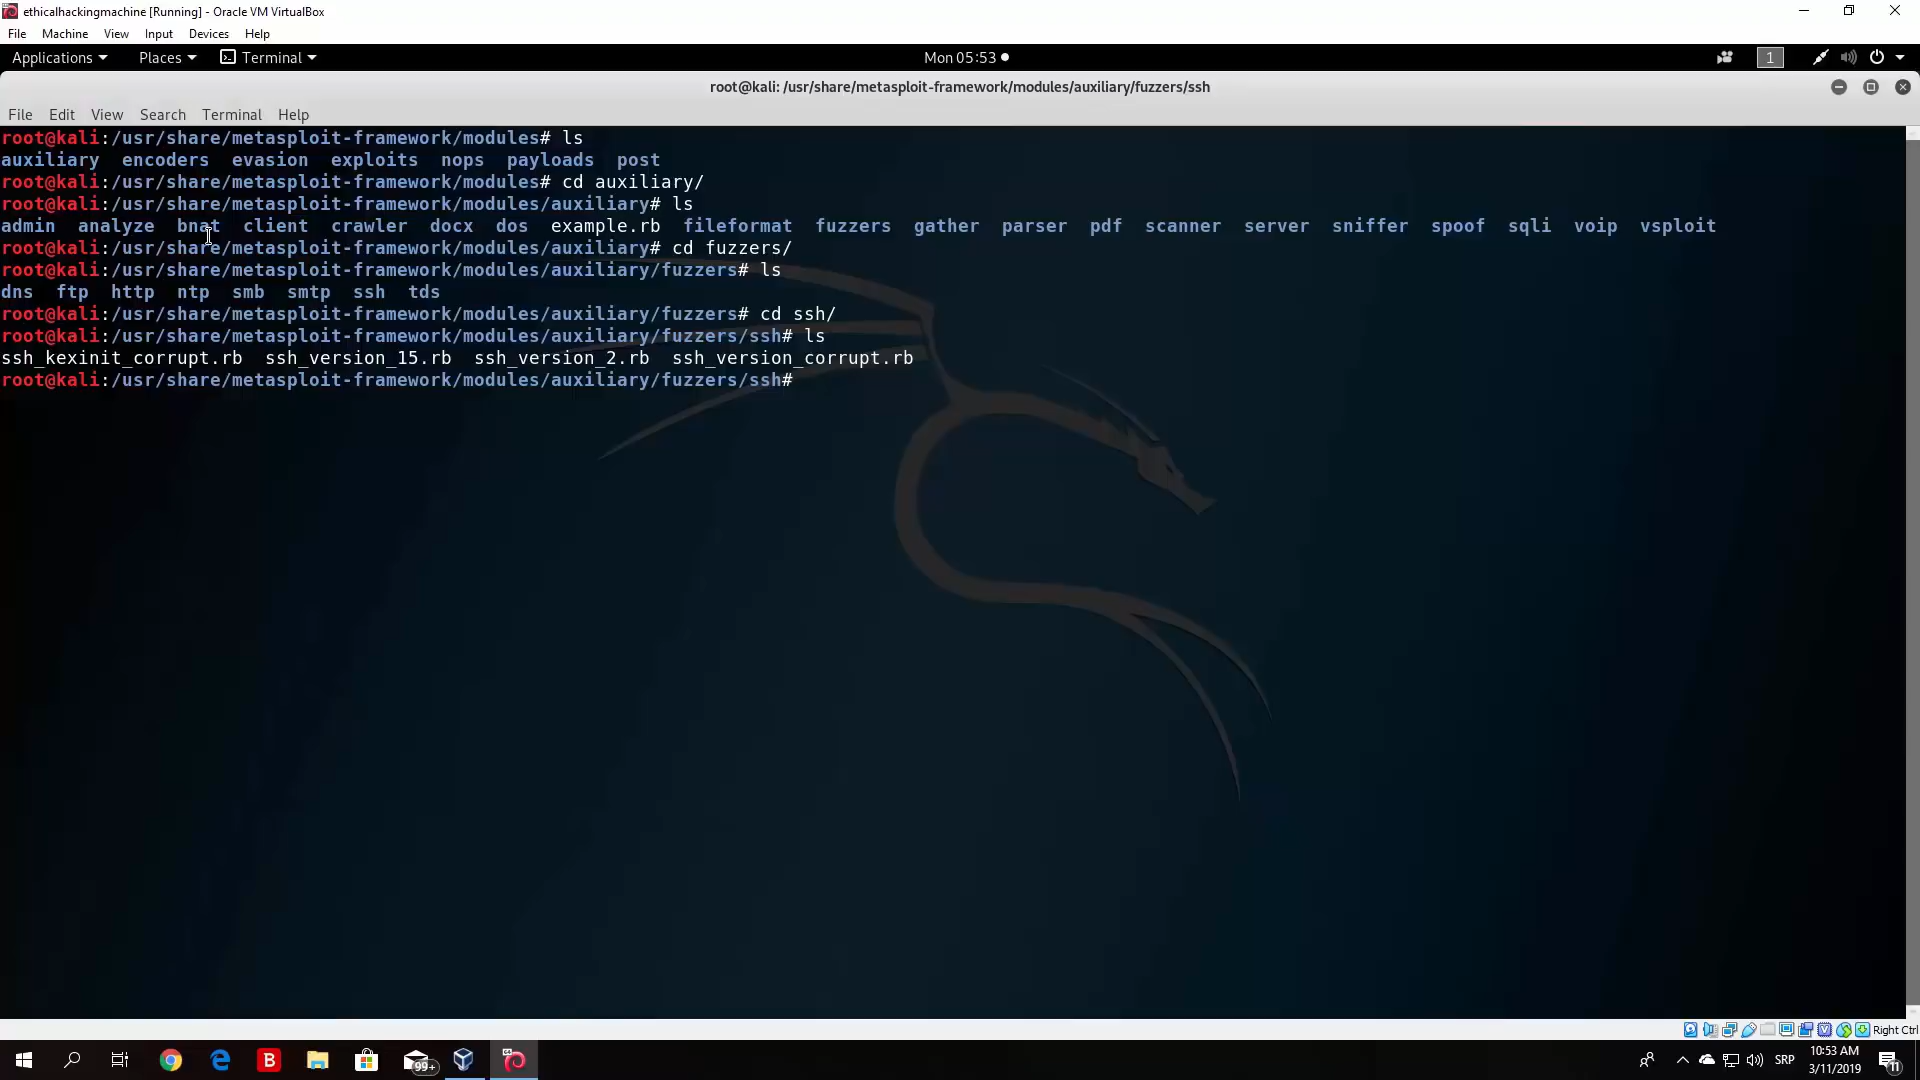 ethicalhackingmachine [Running] - Oracle VM VirtualBox
File Machine View Input Devices Help
Applications Places Terminal Mon 05:53 1
root@kali: /usr/share/metasploit-framework/modules/auxiliary/fuzzers/ssh
File Edit View Search Terminal Help
root@kali:/usr/share/metasploit-framework/modules# ls
auxiliary encoders evasion exploits nops payloads post
root@kali:/usr/share/metasploit-framework/modules# cd auxiliary/
root@kali:/usr/share/metasploit-framework/modules/auxiliary# ls
admin analyze bnat client crawler docx dos example.rb fileformat fuzzers gather parser pdf scanner server sniffer spoof sqli voip vsploit
root@kali:/usr/share/metasploit-framework/modules/auxiliary# cd fuzzers/
root@kali:/usr/share/metasploit-framework/modules/auxiliary/fuzzers# ls
dns ftp http ntp smb smtp ssh tds
root@kali:/usr/share/metasploit-framework/modules/auxiliary/fuzzers# cd ssh/
root@kali:/usr/share/metasploit-framework/modules/auxiliary/fuzzers/ssh# ls
ssh_kexinit_corrupt.rb ssh_version_15.rb ssh_version_2.rb ssh_version_corrupt.rb
root@kali:/usr/share/metasploit-framework/modules/auxiliary/fuzzers/ssh#
Right Ctrl
B 99+ SRP 10:53 AM
3/11/2019 11